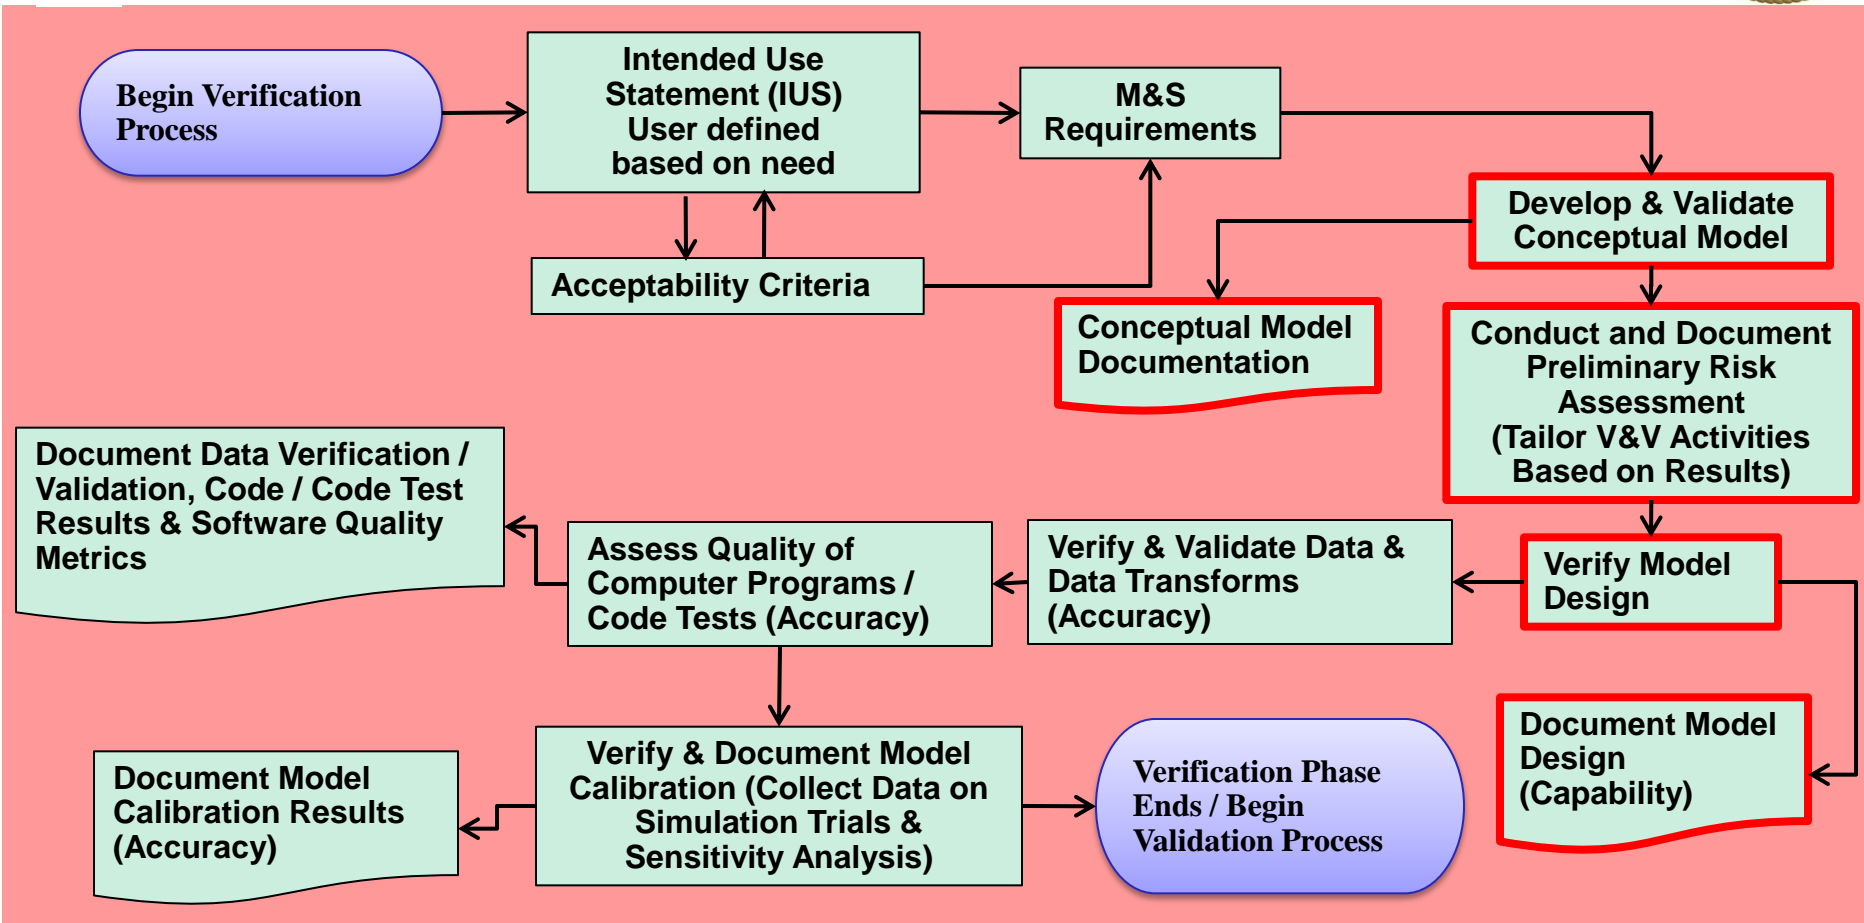 Begin Verification
Process
Intended Use
Statement (IUS)
User defined
based on need
M&S
Requirements
Develop & Validate
Conceptual Model
Acceptability Criteria
Conceptual Model
Documentation
Conduct and Document
Preliminary Risk
Assessment
(Tailor V&V Activities
Based on Results)
Document Data Verification /
Validation, Code / Code Test
Results & Software Quality
Metrics
Assess Quality of
Computer Programs /
Code Tests (Accuracy)
Verify & Validate Data &
Data Transforms
(Accuracy)
Verify Model
Design
Document Model
Calibration Results
(Accuracy)
Verify & Document Model
Calibration (Collect Data on
Simulation Trials &
Sensitivity Analysis)
Verification Phase
Ends / Begin
Validation Process
Document Model
Design
(Capability)